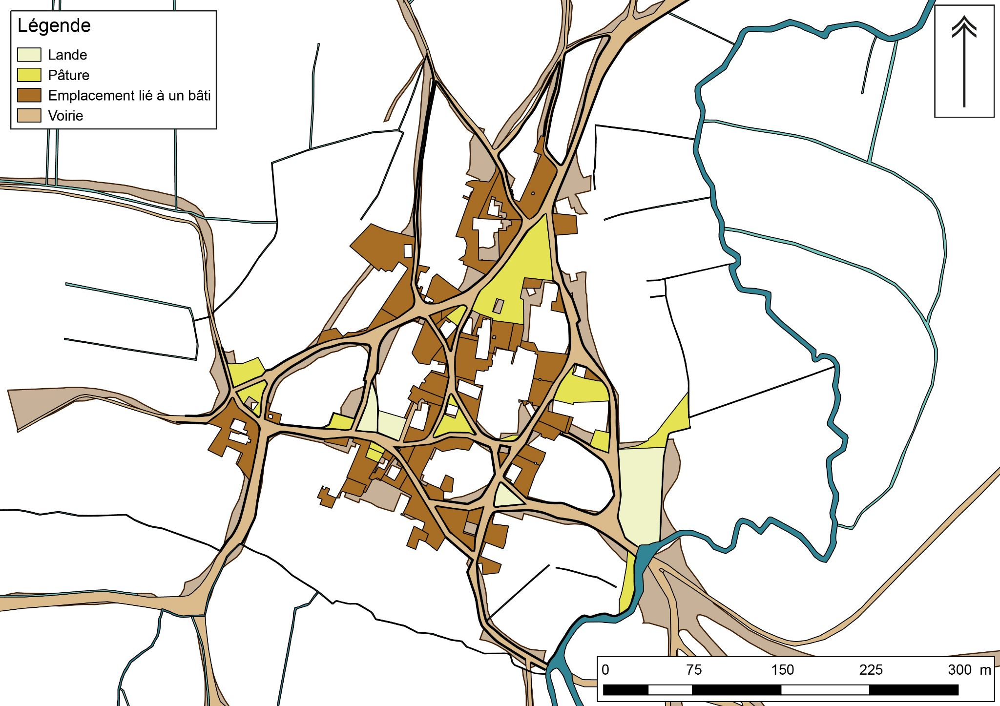 Légende
Lande
Pâture
Emplacement lié à un bâti
Voirie
0 75 150 225 300 m